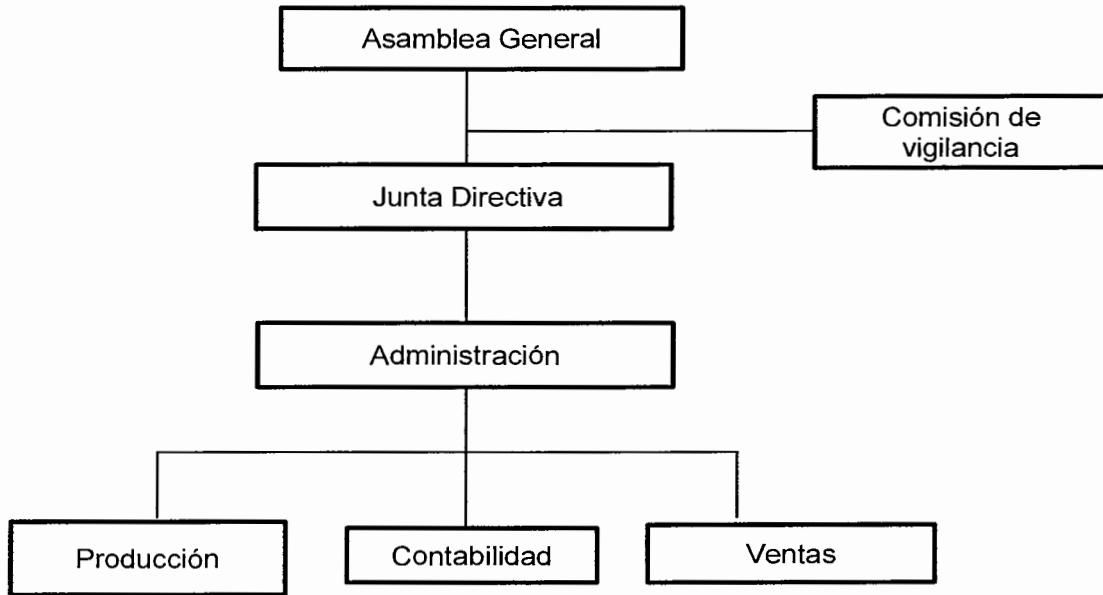 Asamblea General
Comisión de
vigilancia
Junta Directiva
Administración
Producción
Contabilidad
Ventas